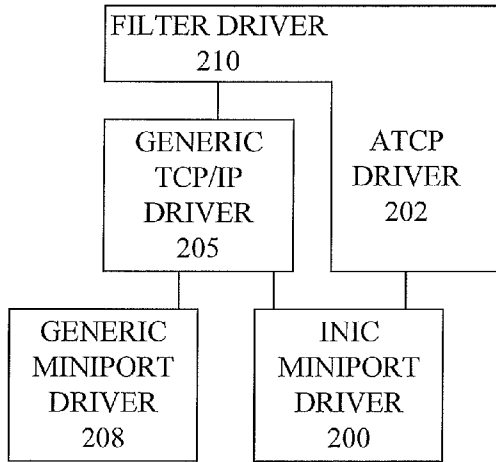 FILTER DRIVER
210
GENERIC
TCP/IP
DRIVER
205
ATCP
DRIVER
202
GENERIC
MINIPORT
DRIVER
208
INIC
MINIPORT
DRIVER
200